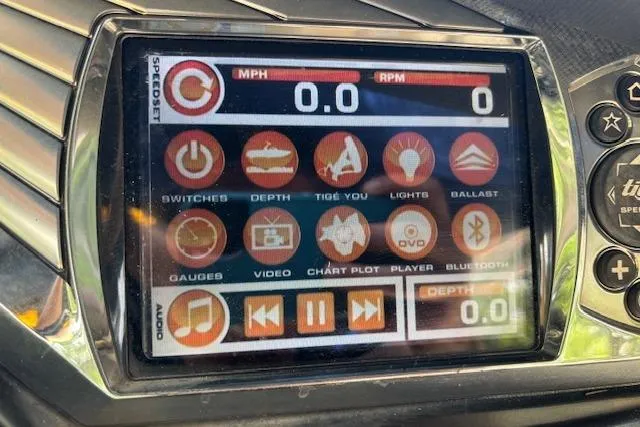 SPEEDSET
MPH RPM
0.0 0
SWITCHES DEPTH TIGÉ YOU LIGHTS BALLAST
DVD
GAUGES VIDEO CHART PLOT PLAYER BLUETOOTH
AUDIO
DEPTH
0.0